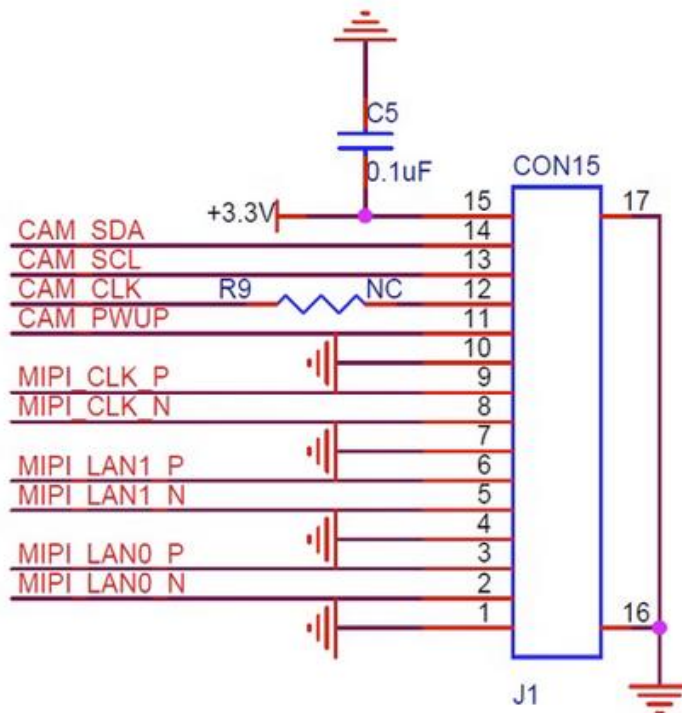 C5
0.1uF
CON15
+3.3V
15
17
CAM_SDA
14
CAM_SCL
13
CAM_CLK
R9
NC
12
CAM_PWUP
11
10
MIPI_CLK_P
9
MIPI_CLK_N
8
7
MIPI_LAN1_P
6
MIPI_LAN1_N
5
4
MIPI_LAN0_P
3
MIPI_LAN0_N
2
1
16
J1